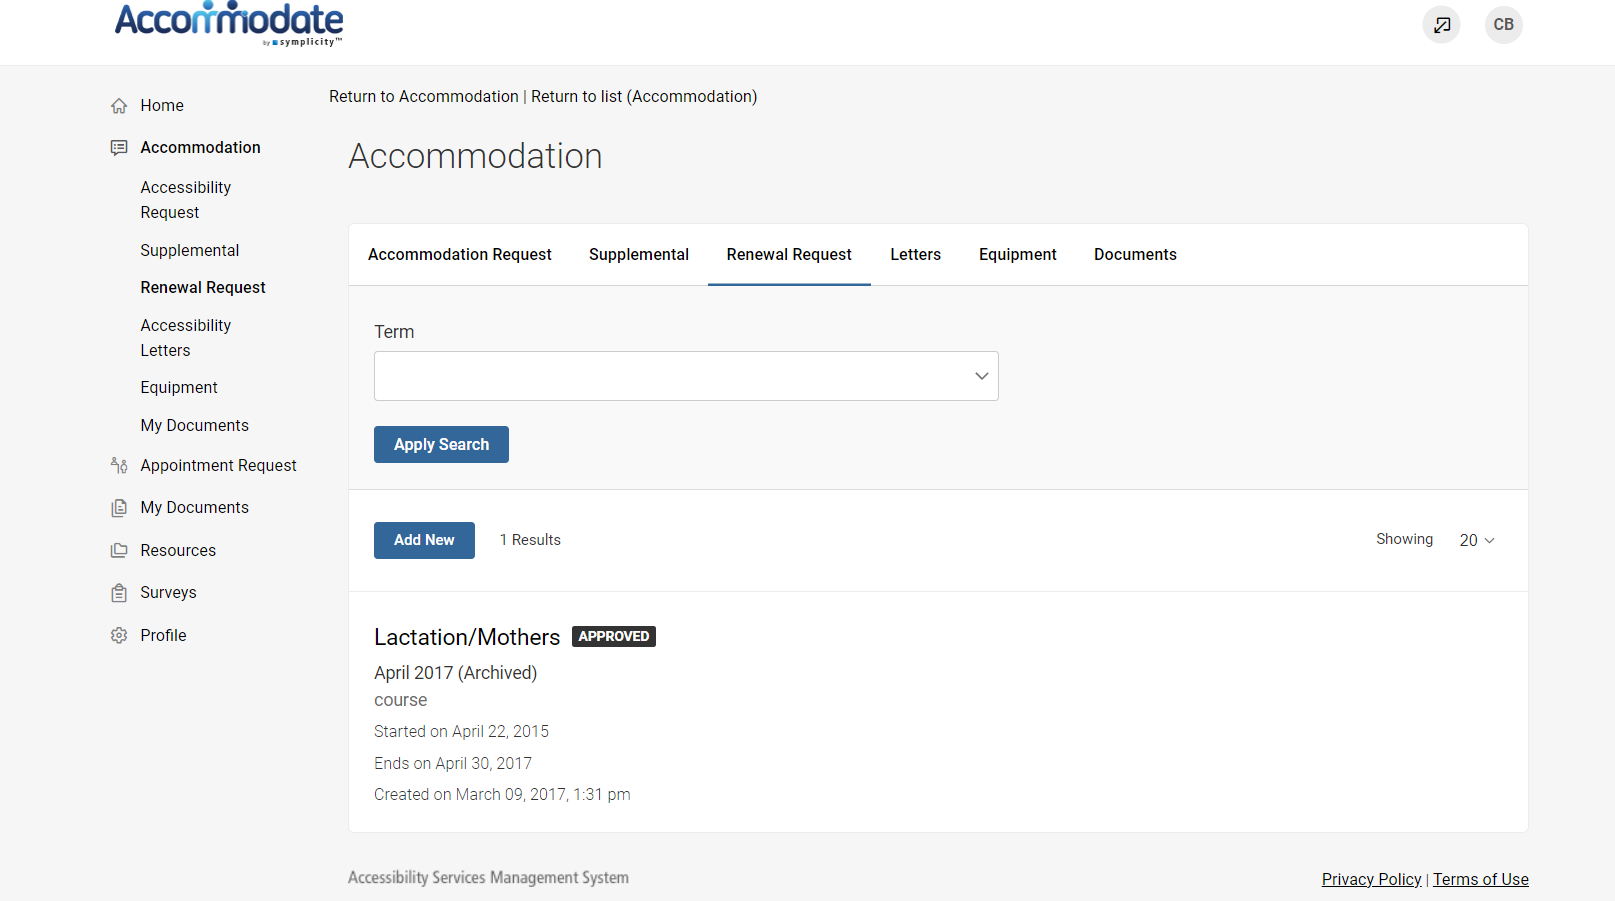 Accommodate
by symplicity™
CB
Home
Accommodation
Accessibility
Request
Supplemental
Renewal Request
Accessibility
Letters
Equipment
My Documents
Appointment Request
My Documents
Resources
Surveys
Profile
Return to Accommodation | Return to list (Accommodation)
Accommodation
Accommodation Request Supplemental Renewal Request Letters Equipment Documents
Term
Apply Search
Add New 1 Results Showing 20
Lactation/Mothers APPROVED
April 2017 (Archived)
course
Started on April 22, 2015
Ends on April 30, 2017
Created on March 09, 2017, 1:31 pm
Accessibility Services Management System
Privacy Policy | Terms of Use